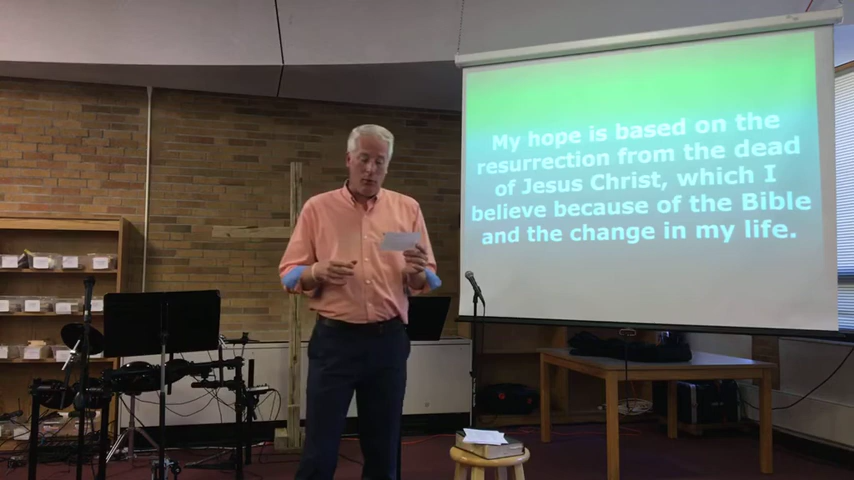 My hope is based on the
resurrection from the dead
of Jesus Christ, which I
believe because of the Bible
and the change in my life.